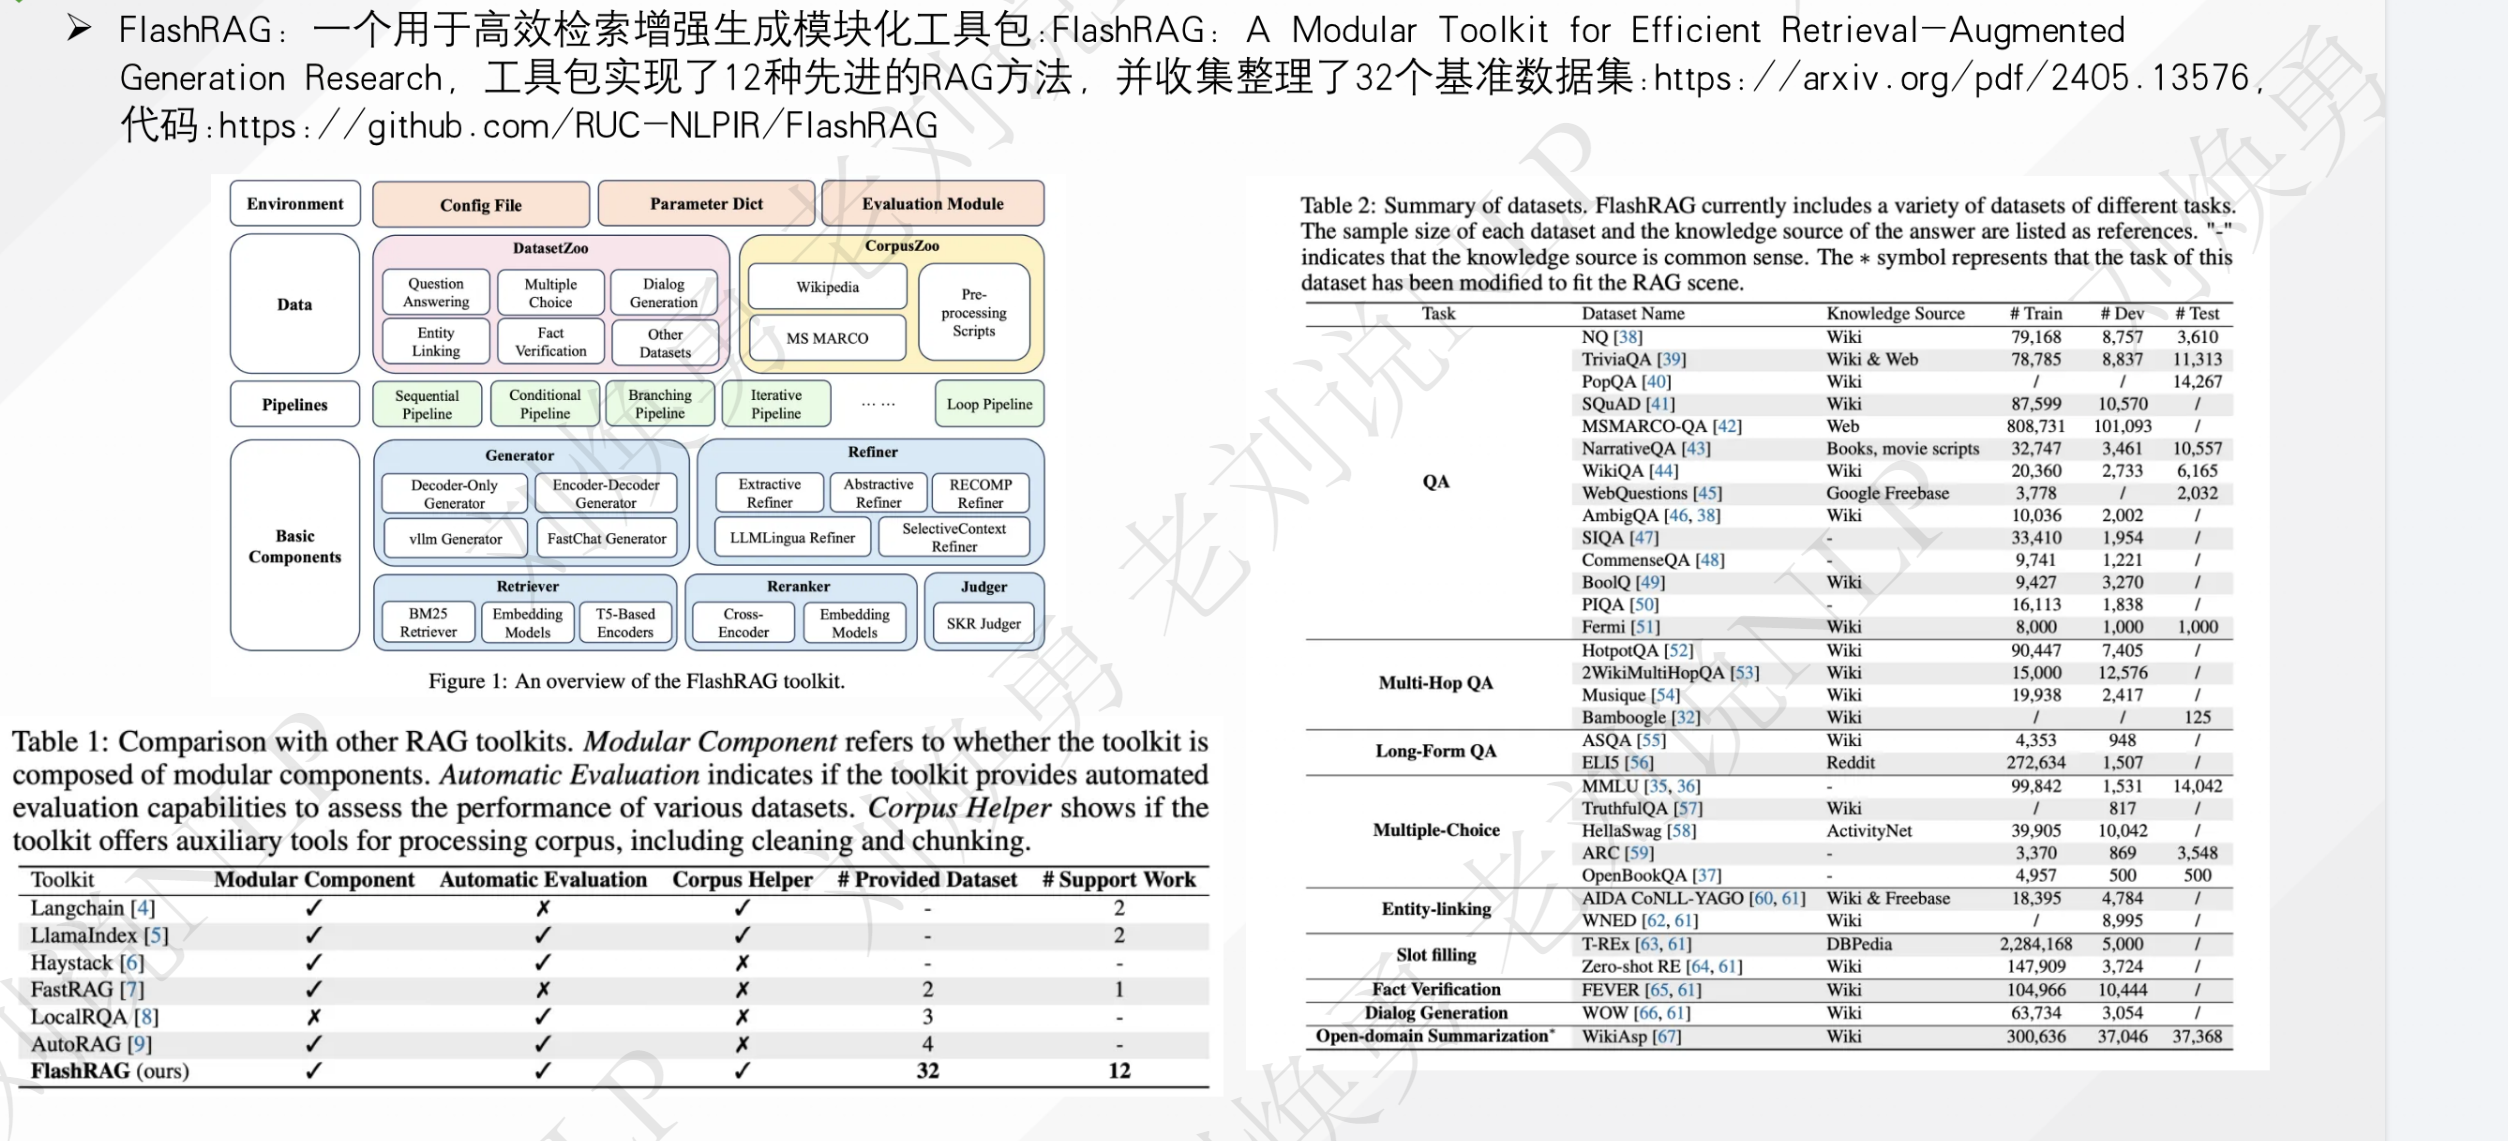 ➢ FlashRAG：一个用于高效检索增强生成模块化工具包:FlashRAG：A Modular Toolkit for Efficient Retrieval-Augmented
Generation Research，工具包实现了12种先进的RAG方法，并收集整理了32个基准数据集:https://arxiv.org/pdf/2405.13576，
代码:https://github.com/RUC-NLPIR/FlashRAG
Environment
Config File
Parameter Dict
Evaluation Module
Data
DatasetZoo
Question
Answering
Multiple
Choice
Dialog
Generation
Entity
Linking
Fact
Verification
Other
Datasets
CorpusZoo
Wikipedia
MS MARCO
Pre-
processing
Scripts
Pipelines
Sequential
Pipeline
Conditional
Pipeline
Branching
Pipeline
Iterative
Pipeline
... ...
Loop Pipeline
Basic
Components
Generator
Decoder-Only
Generator
Encoder-Decoder
Generator
vllm Generator
FastChat Generator
Refiner
Extractive
Refiner
Abstractive
Refiner
RECOMP
Refiner
LLMLingua Refiner
SelectiveContext
Refiner
Retriever
BM25
Retriever
Embedding
Models
T5-Based
Encoders
Reranker
Cross-
Encoder
Embedding
Models
Judger
SKR Judger
Figure 1: An overview of the FlashRAG toolkit.
Table 1: Comparison with other RAG toolkits. Modular Component refers to whether the toolkit is
composed of modular components. Automatic Evaluation indicates if the toolkit provides automated
evaluation capabilities to assess the performance of various datasets. Corpus Helper shows if the
toolkit offers auxiliary tools for processing corpus, including cleaning and chunking.
Toolkit Modular Component Automatic Evaluation Corpus Helper # Provided Dataset # Support Work
Langchain [4] ✓ ✗ ✓ - 2
LlamaIndex [5] ✓ ✓ ✓ - 2
Haystack [6] ✓ ✓ ✗ - -
FastRAG [7] ✓ ✗ ✗ 2 1
LocalRQA [8] ✗ ✓ ✗ 3 -
AutoRAG [9] ✓ ✓ ✗ 4 -
FlashRAG (ours) ✓ ✓ ✓ 32 12
Table 2: Summary of datasets. FlashRAG currently includes a variety of datasets of different tasks.
The sample size of each dataset and the knowledge source of the answer are listed as references. "-"
indicates that the knowledge source is common sense. The * symbol represents that the task of this
dataset has been modified to fit the RAG scene.
Task Dataset Name Knowledge Source # Train # Dev # Test
QA
NQ [38] Wiki 79,168 8,757 3,610
TriviaQA [39] Wiki & Web 78,785 8,837 11,313
PopQA [40] Wiki / / 14,267
SQuAD [41] Wiki 87,599 10,570 /
MSMARCO-QA [42] Web 808,731 101,093 /
NarrativeQA [43] Books, movie scripts 32,747 3,461 10,557
WikiQA [44] Wiki 20,360 2,733 6,165
WebQuestions [45] Google Freebase 3,778 / 2,032
AmbigQA [46, 38] Wiki 10,036 2,002 /
SIQA [47] - 33,410 1,954 /
CommenseQA [48] - 9,741 1,221 /
BoolQ [49] Wiki 9,427 3,270 /
PIQA [50] - 16,113 1,838 /
Fermi [51] Wiki 8,000 1,000 1,000
Multi-Hop QA
HotpotQA [52] Wiki 90,447 7,405 /
2WikiMultiHopQA [53] Wiki 15,000 12,576 /
Musique [54] Wiki 19,938 2,417 /
Bamboogle [32] Wiki / / 125
Long-Form QA
ASQA [55] Wiki 4,353 948 /
ELI5 [56] Reddit 272,634 1,507 /
Multiple-Choice
MMLU [35, 36] - 99,842 1,531 14,042
TruthfulQA [57] Wiki / 817 /
HellaSwag [58] ActivityNet 39,905 10,042 /
ARC [59] - 3,370 869 3,548
OpenBookQA [37] - 4,957 500 500
Entity-linking
AIDA CoNLL-YAGO [60, 61] Wiki & Freebase 18,395 4,784 /
WNED [62, 61] Wiki / 8,995 /
Slot filling
T-REx [63, 61] DBPedia 2,284,168 5,000 /
Zero-shot RE [64, 61] Wiki 147,909 3,724 /
Fact Verification FEVER [65, 61] Wiki 104,966 10,444 /
Dialog Generation WOW [66, 61] Wiki 63,734 3,054 /
Open-domain Summarization* WikiAsp [67] Wiki 300,636 37,046 37,368
刘焕勇 老刘说NLP